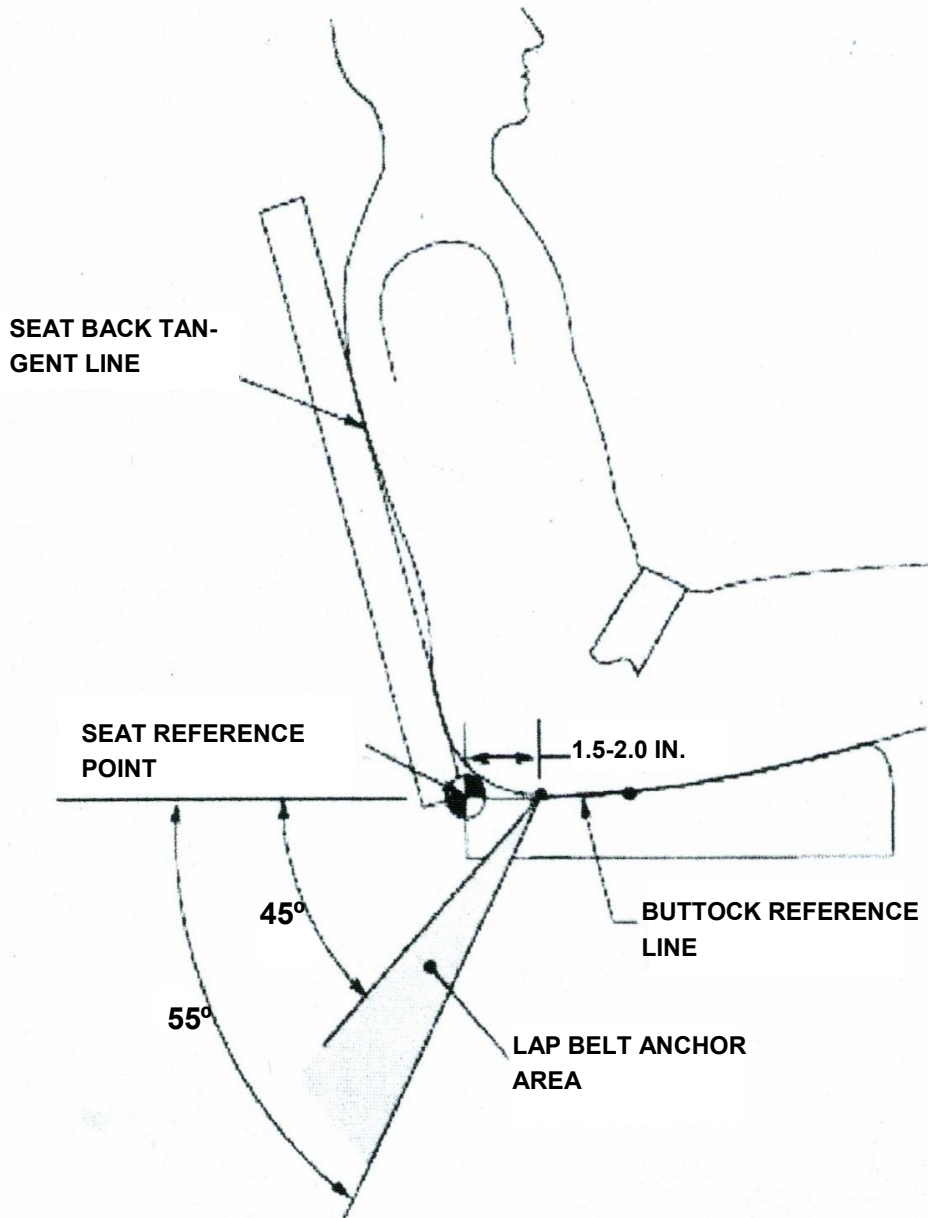 SEAT BACK TAN-
GENT LINE
SEAT REFERENCE
POINT
1.5-2.0 IN.
45º
BUTTOCK REFERENCE
LINE
55º
LAP BELT ANCHOR
AREA